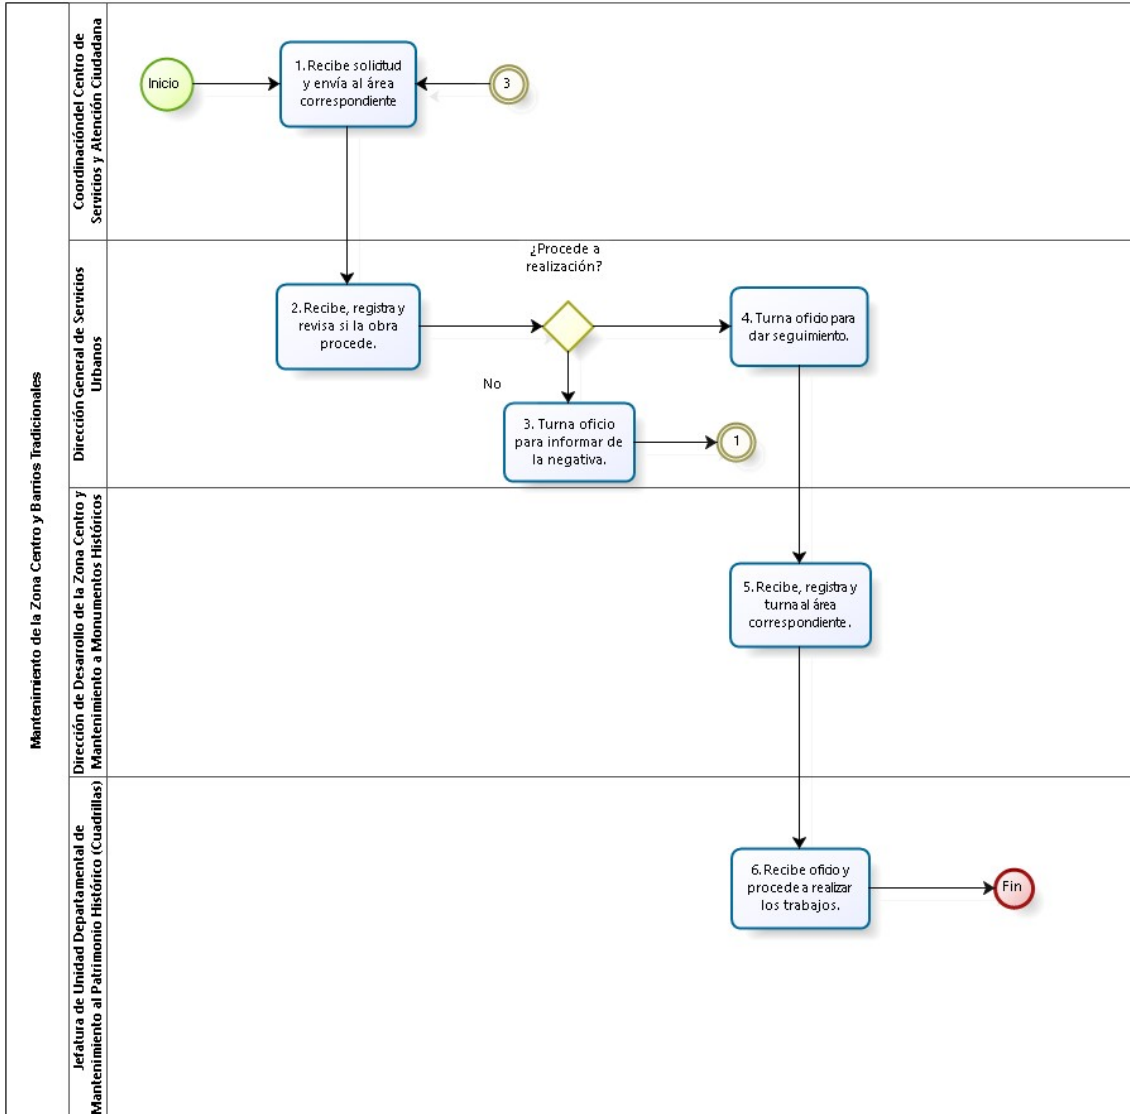 Mantenimiento de la Zona Centro y Barrios Tradicionales
Coordinacióndel Centro de
Servicios y Atención Ciudadana
Inicio
1. Recibe solicitud
y envía al área
correspondiente
3
Dirección General de Servicios
Urbanos
¿Procede a
realización?
2. Recibe, registra y
revisa si la obra
procede.
4. Turna oficio para
dar seguimiento.
No
3. Turna oficio
para informar de
la negativa.
1
Dirección de Desarrollo de la Zona Centro y
Mantenimiento a Monumentos Históricos
5. Recibe, registra y
turna al área
correspondiente.
Jefatura de Unidad Departamental de
Mantenimiento al Patrimonio Histórico (Cuadrillas)
6. Recibe oficio y
procede a realizar
los trabajos.
Fin